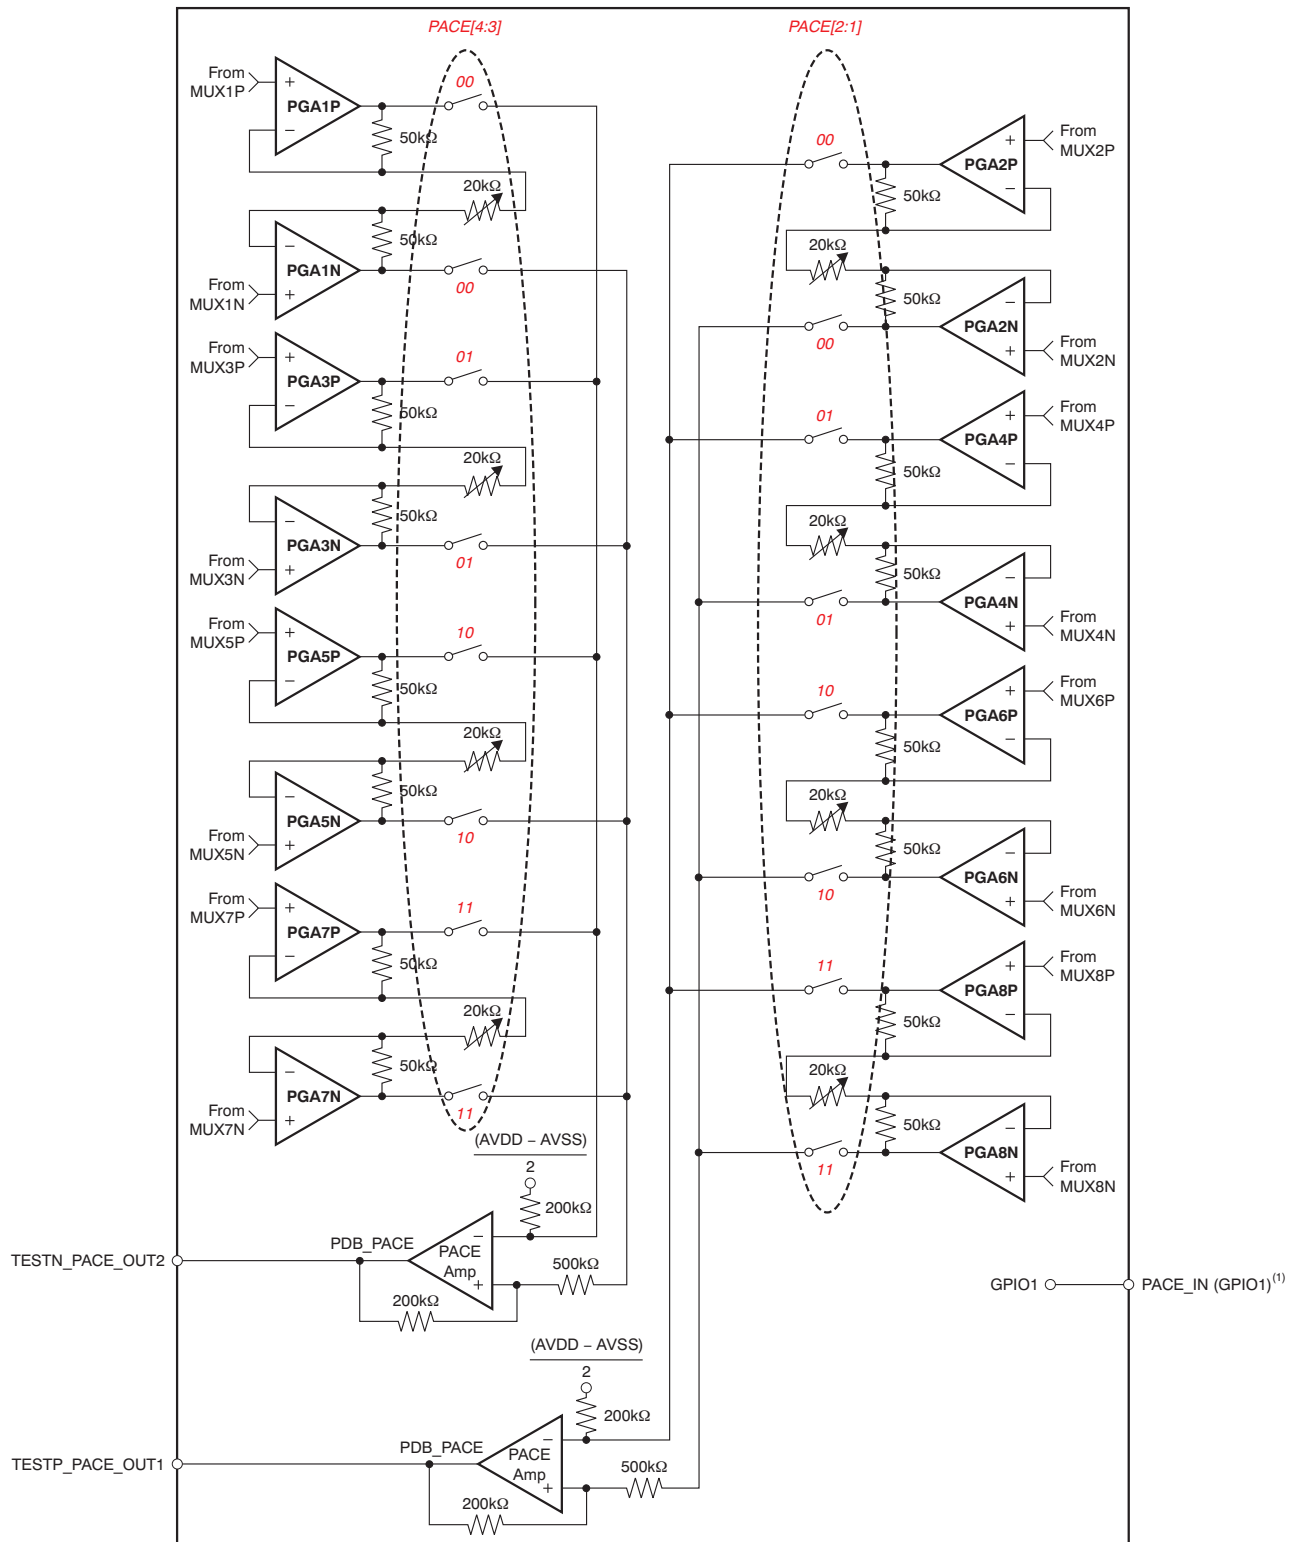 PACE[4:3]
PACE[2:1]
From
MUX1P
+
PGA1P
−
00
50kΩ
20kΩ
−
PGA1N
+
50kΩ
00
From
MUX1N
From
MUX3P
+
PGA3P
−
01
50kΩ
20kΩ
−
PGA3N
+
50kΩ
01
From
MUX3N
From
MUX5P
+
PGA5P
−
10
50kΩ
20kΩ
−
PGA5N
+
50kΩ
10
From
MUX5N
From
MUX7P
+
PGA7P
−
11
50kΩ
20kΩ
−
PGA7N
+
50kΩ
11
From
MUX7N
00
+
PGA2P
−
From
MUX2P
50kΩ
20kΩ
50kΩ
−
PGA2N
+
00
From
MUX2N
01
+
PGA4P
−
From
MUX4P
50kΩ
20kΩ
50kΩ
−
PGA4N
+
01
From
MUX4N
10
+
PGA6P
−
From
MUX6P
50kΩ
20kΩ
50kΩ
−
PGA6N
+
10
From
MUX6N
11
+
PGA8P
−
From
MUX8P
50kΩ
20kΩ
50kΩ
−
PGA8N
+
11
From
MUX8N
(AVDD − AVSS)
2
200kΩ
TESTN_PACE_OUT2
PDB_PACE
−
PACE
Amp
+
500kΩ
200kΩ
GPIO1
PACE_IN (GPIO1)(1)
(AVDD − AVSS)
2
200kΩ
TESTP_PACE_OUT1
PDB_PACE
−
PACE
Amp
+
500kΩ
200kΩ